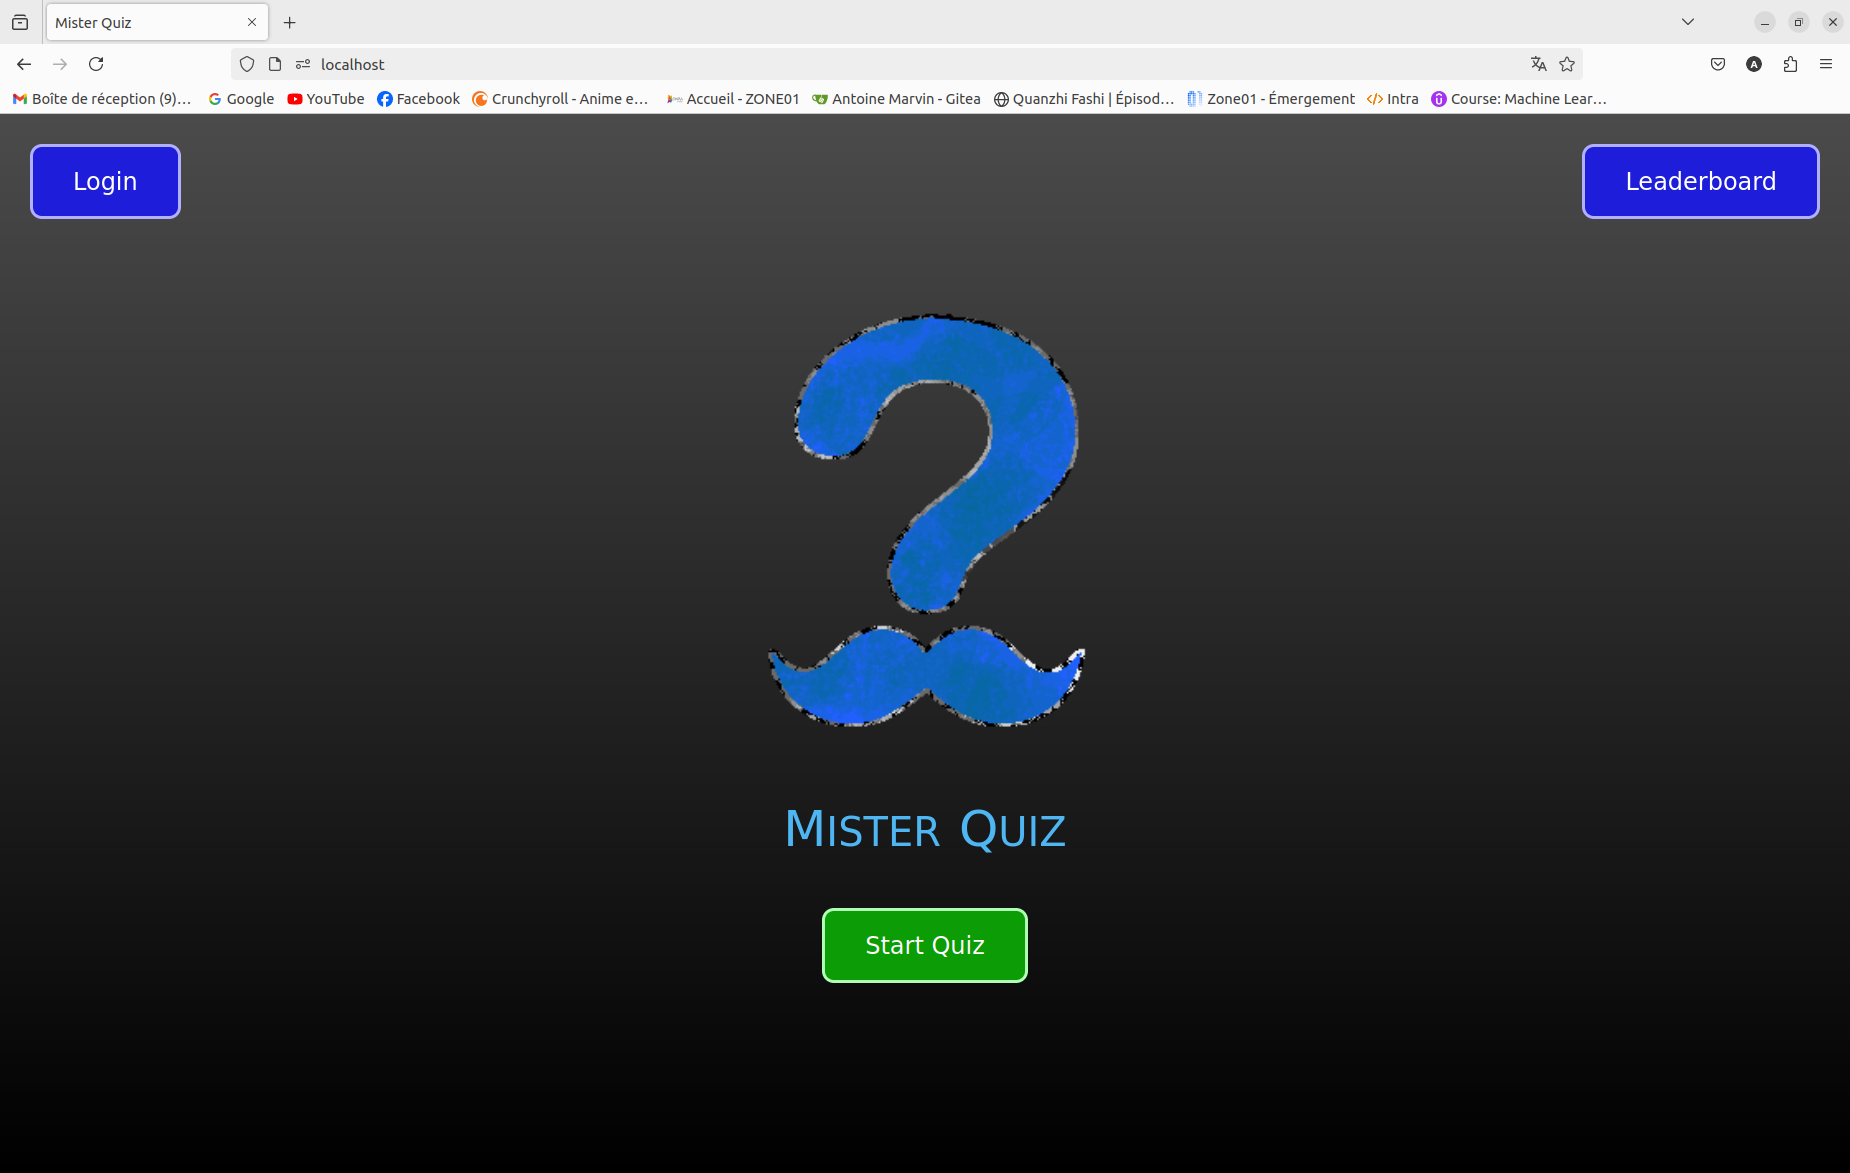 Mister Quiz
localhost
A
Boîte de réception (9)… Google YouTube Facebook Crunchyroll - Anime e… Accueil - ZONE01 Antoine Marvin - Gitea Quanzhi Fashi | Épisod… Zone01 - Émergement Intra Course: Machine Lear…
Login Leaderboard
Mister Quiz
Start Quiz